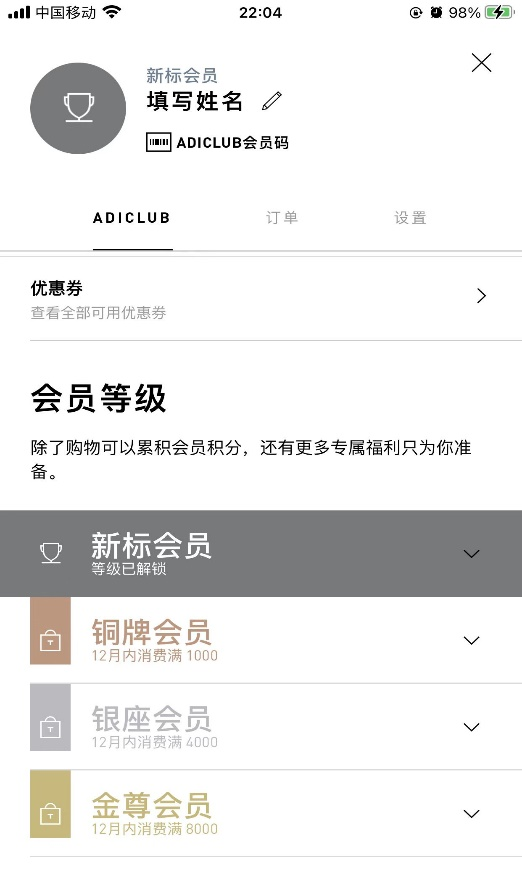 中国移动
22:04
98%
新标会员
填写姓名
ADICLUB会员码
ADICLUB
订单
设置
优惠券
查看全部可用优惠券
会员等级
除了购物可以累积会员积分，还有更多专属福利只为你准
备。
新标会员
等级已解锁
铜牌会员
12月内消费满 1000
银座会员
12月内消费满 4000
金尊会员
12月内消费满 8000